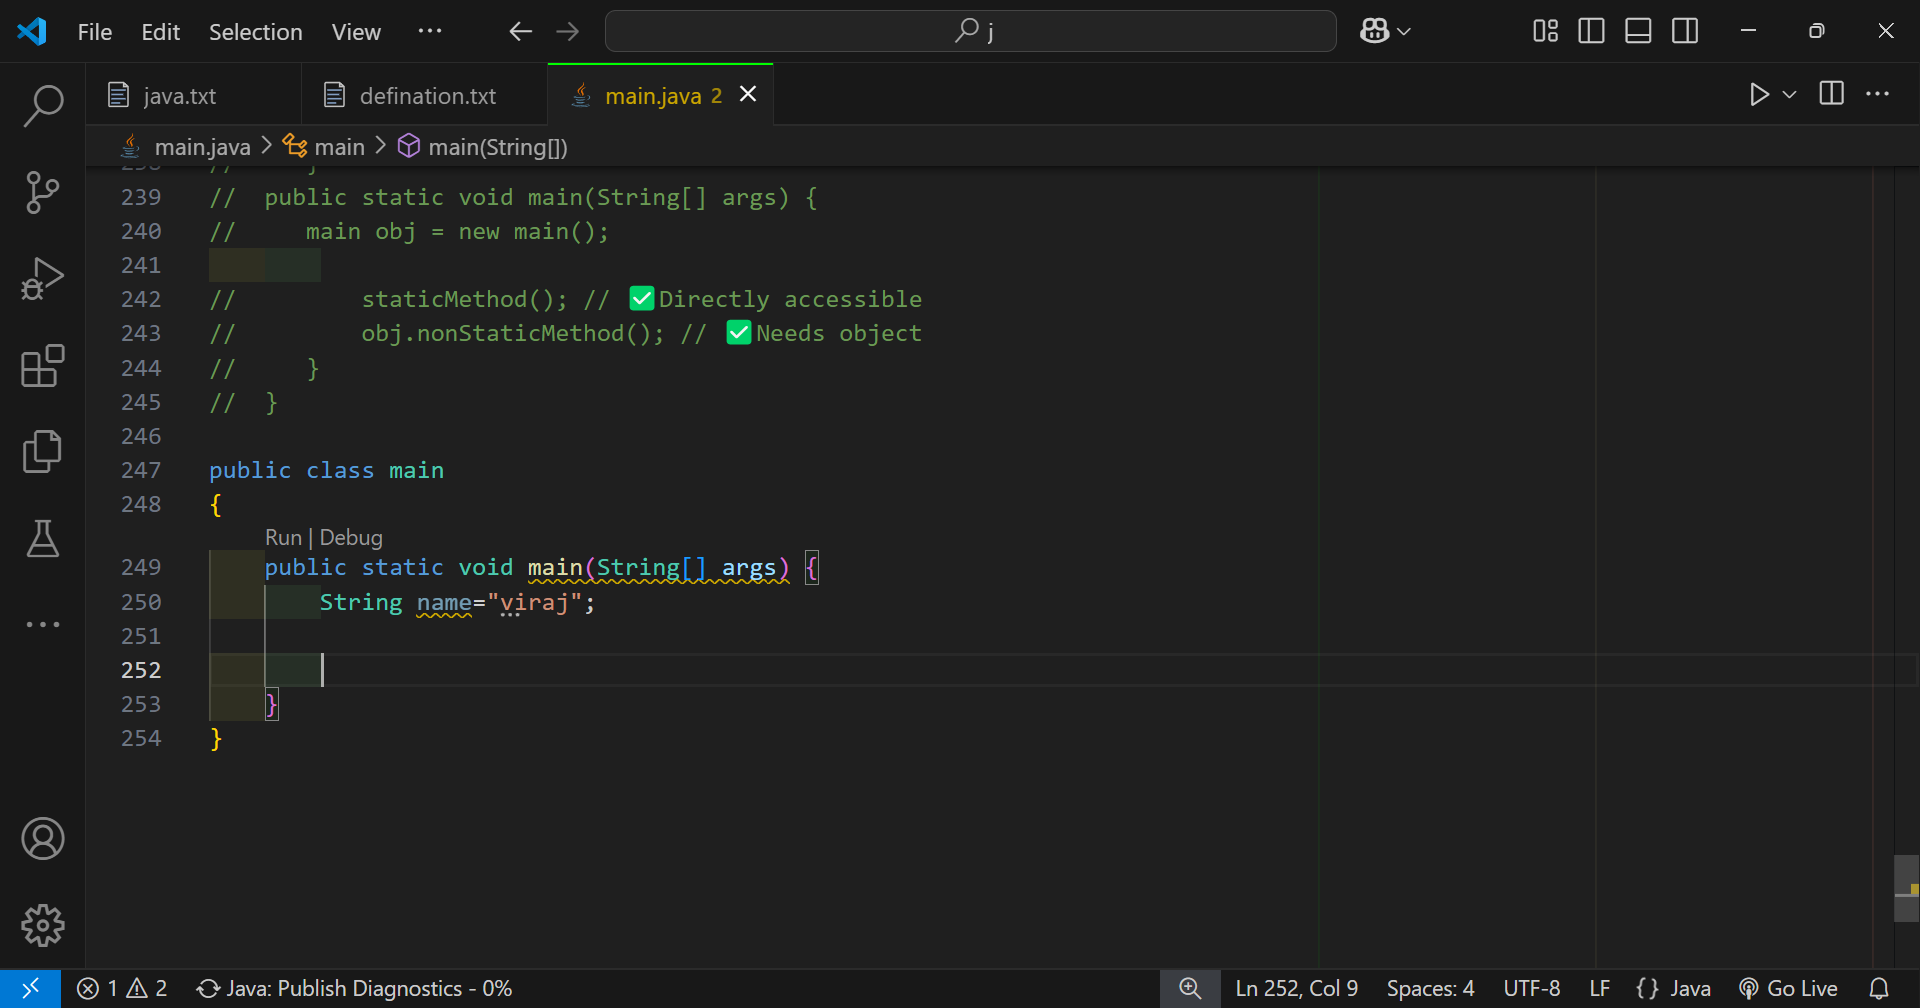 File Edit Selection View ··· j
java.txt defination.txt main.java 2
main.java > main > main(String[])
239 // public static void main(String[] args) {
240 // main obj = new main();
241
242 // staticMethod(); // ✅Directly accessible
243 // obj.nonStaticMethod(); // ✅Needs object
244 // }
245 // }
246
247 public class main
248 {
Run | Debug
249 public static void main(String[] args) {
250 String name="viraj";
251
252
253 }
254 }
1 2 Java: Publish Diagnostics - 0% Ln 252, Col 9 Spaces: 4 UTF-8 LF {} Java Go Live